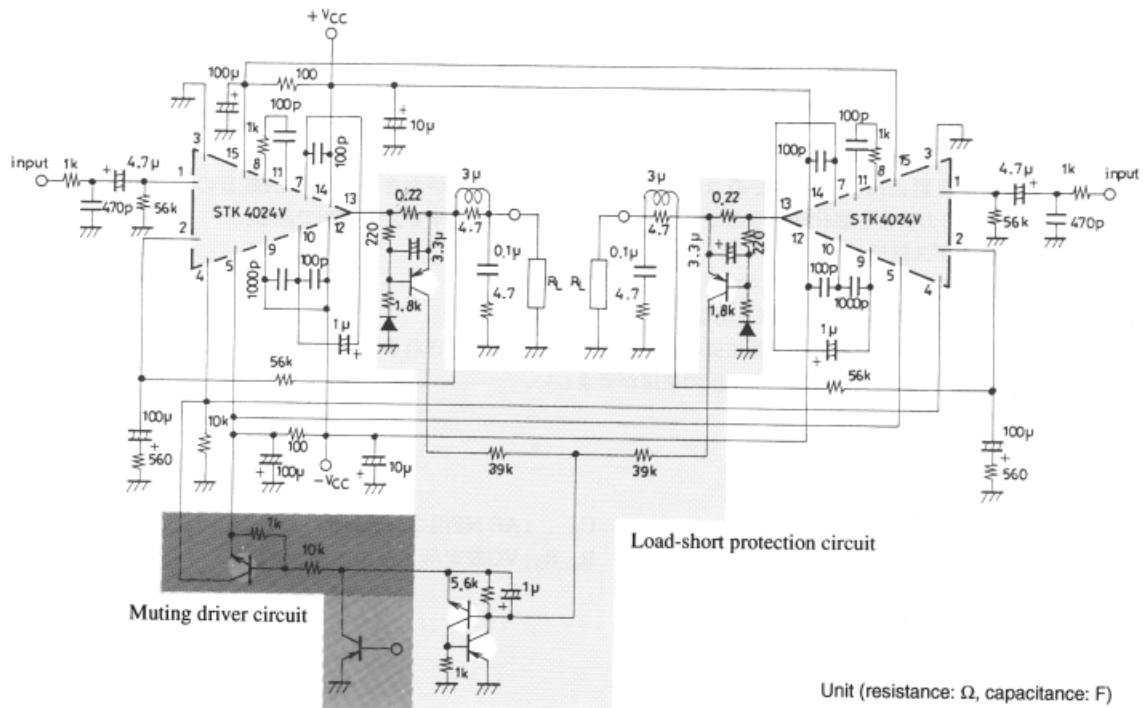 + VCC
100μ
100
+
100p
1k
10μ
100p
3
15
8
11
7
14
13
12
input
1k
4.7μ
+
1
470p
56k
2
STK4024V
4
5
9
10
1000p
100p
1μ
+
0.22
220
3.3μ
1.8k
3μ
4.7
0.1μ
4.7
RL
RL
3μ
4.7
0.1μ
4.7
0.22
220
3.3μ
1.8k
100p
1k
100p
14
7
11
8
15
3
13
12
STK4024V
1
2
10
9
5
4
4.7μ
+
1k
input
56k
470p
100p
1000p
1μ
+
56k
56k
100μ
+
560
10k
100
100μ
+
-VCC
10μ
+
39k
39k
100μ
+
560
1k
10k
5.6k
1μ
+
1k
Load-short protection circuit
Muting driver circuit
Unit (resistance: Ω, capacitance: F)